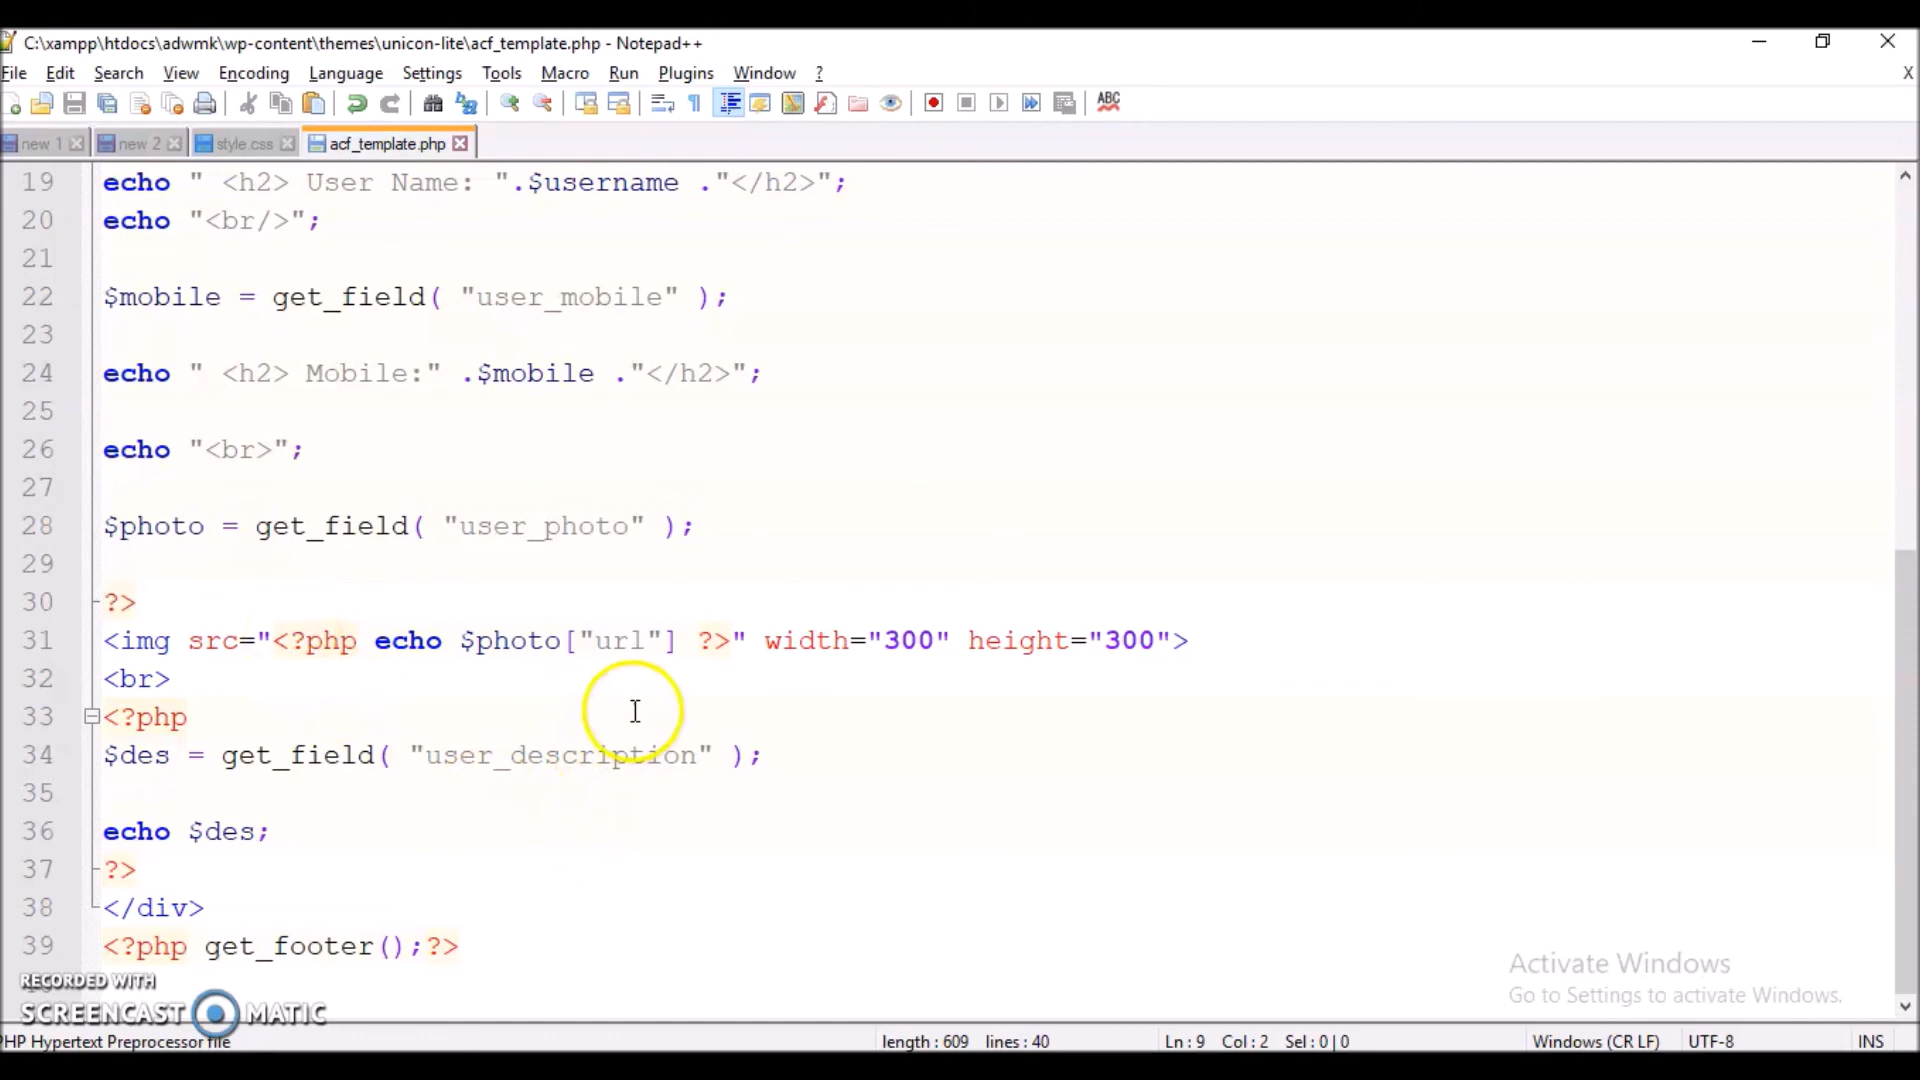 C:\xampp\htdocs\adwmk\wp-content\themes\unicon-lite\acf_template.php - Notepad++
File Edit Search View Encoding Language Settings Tools Macro Run Plugins Window ? X
ABC
new 1 new 2 style.css acf_template.php
19 echo " <h2> User Name: ".$username ."</h2>";
20 echo "<br/>";
21
22 $mobile = get_field( "user_mobile" );
23
24 echo " <h2> Mobile:" .$mobile ."</h2>";
25
26 echo "<br>";
27
28 $photo = get_field( "user_photo" );
29
30 ?>
31 <img src="<?php echo $photo["url"] ?>" width="300" height="300">
32 <br>
33 <?php
34 $des = get_field( "user_description" );
35
36 echo $des;
37 ?>
38 </div>
39 <?php get_footer();?>
RECORDED WITH
SCREENCAST MATIC
Activate Windows
Go to Settings to activate Windows.
PHP Hypertext Preprocessor file length : 609 lines : 40 Ln : 9 Col : 2 Sel : 0 | 0 Windows (CR LF) UTF-8 INS